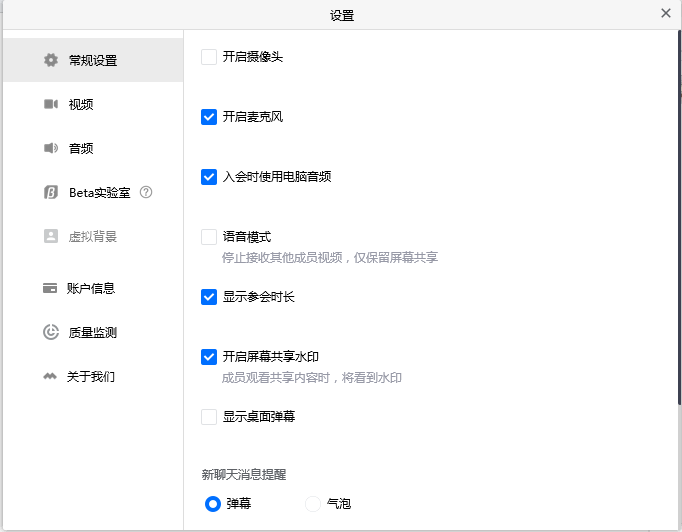 设置
常规设置
视频
音频
Beta实验室
虚拟背景
账户信息
质量监测
关于我们
开启摄像头
开启麦克风
入会时使用电脑音频
语音模式
停止接收其他成员视频，仅保留屏幕共享
显示参会时长
开启屏幕共享水印
成员观看共享内容时，将看到水印
显示桌面弹幕
新聊天消息提醒
弹幕 气泡